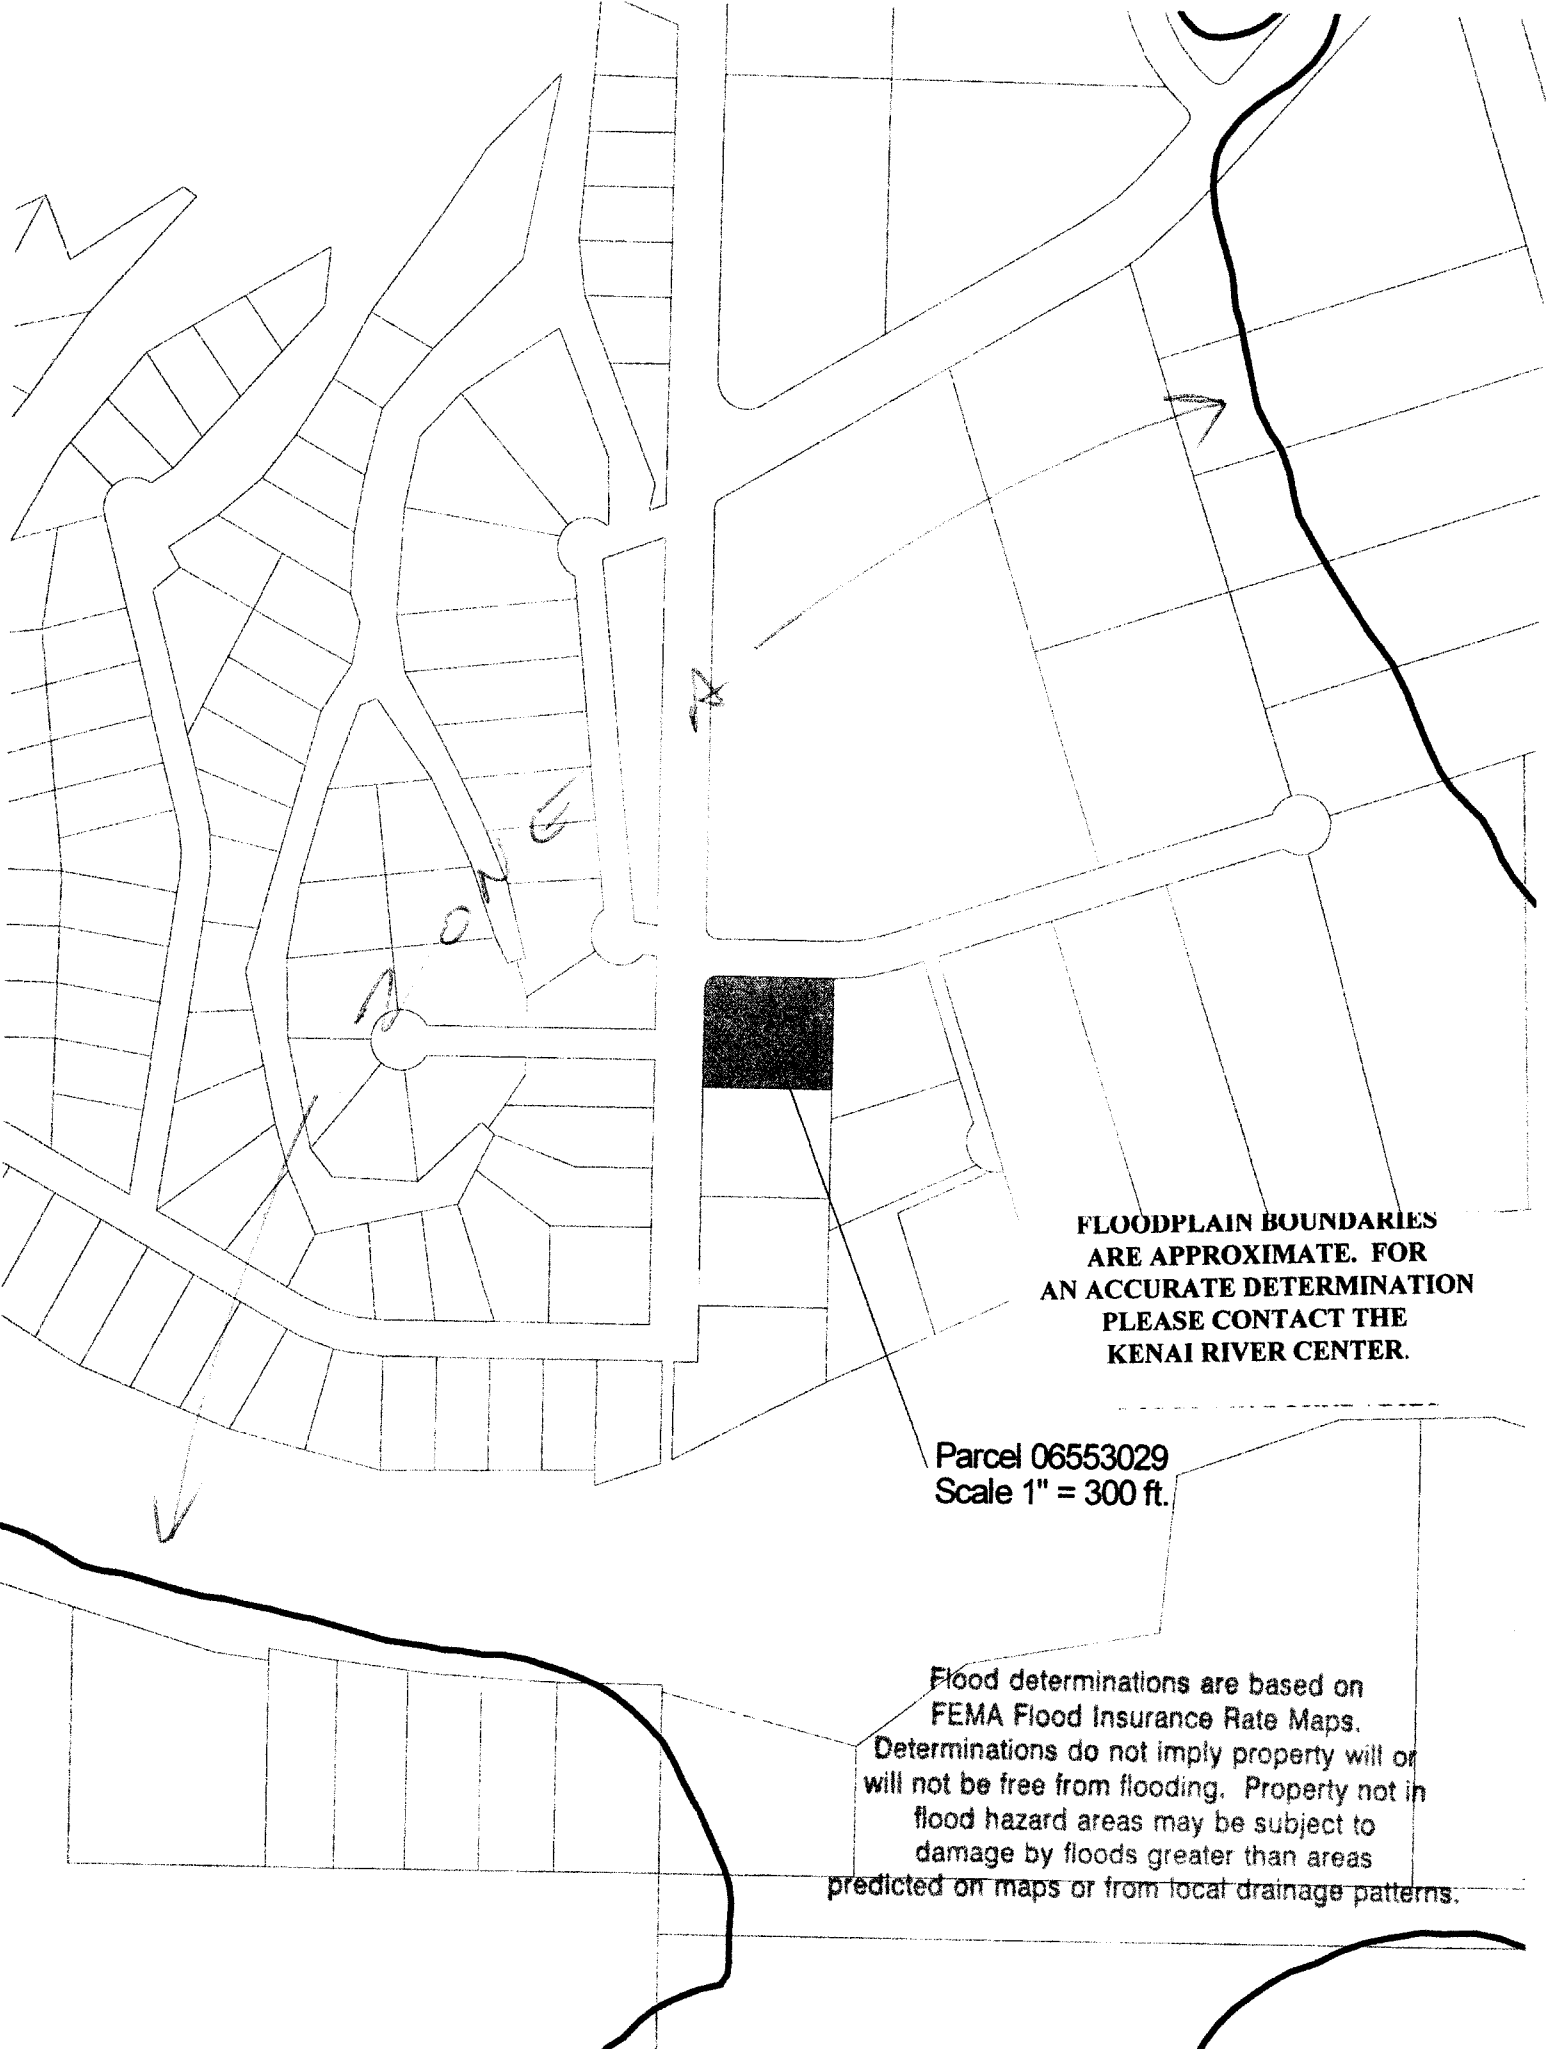 ZONE A
FLOODPLAIN BOUNDARIES
ARE APPROXIMATE. FOR
AN ACCURATE DETERMINATION
PLEASE CONTACT THE
KENAI RIVER CENTER.
Parcel 06553029
Scale 1" = 300 ft.
Flood determinations are based on
FEMA Flood Insurance Rate Maps.
Determinations do not imply property will or
will not be free from flooding. Property not in
flood hazard areas may be subject to
damage by floods greater than areas
predicted on maps or from local drainage patterns.